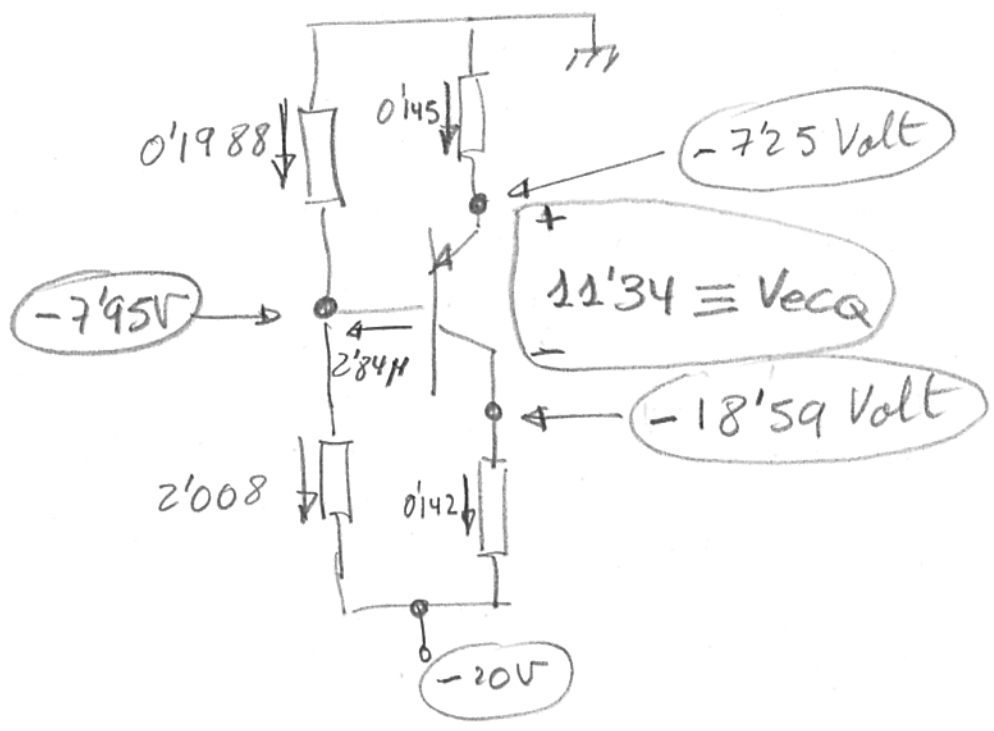 0'1988
0'145
-7'25 Volt
+
11'34 ≡ VECQ
-
-7'95V
2'84μ
-18'59 Volt
2'008
0'142
-20V